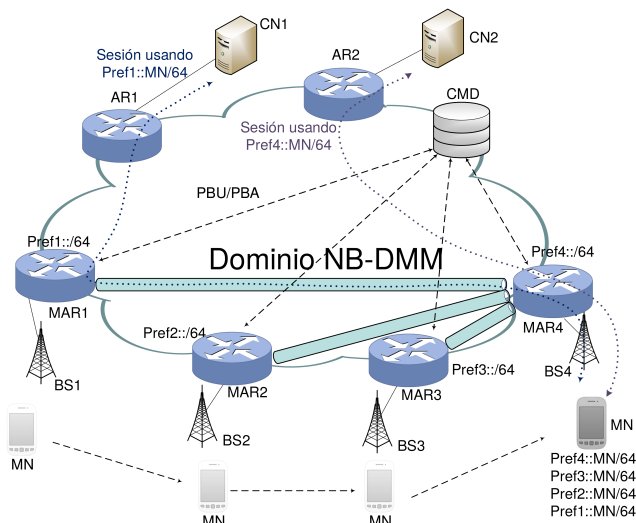 CN1
Sesión usando
Pref1::MN/64
AR2
CN2
AR1
CMD
Sesión usando
Pref4::MN/64
PBU/PBA
Pref1::/64
Dominio NB-DMM
Pref4::/64
MAR1
Pref2::/64
MAR4
BS1
MAR2
MAR3
Pref3::/64
BS4
BS2
BS3
MN
MN
MN
MN
Pref4::MN/64
Pref3::MN/64
Pref2::MN/64
Pref1::MN/64